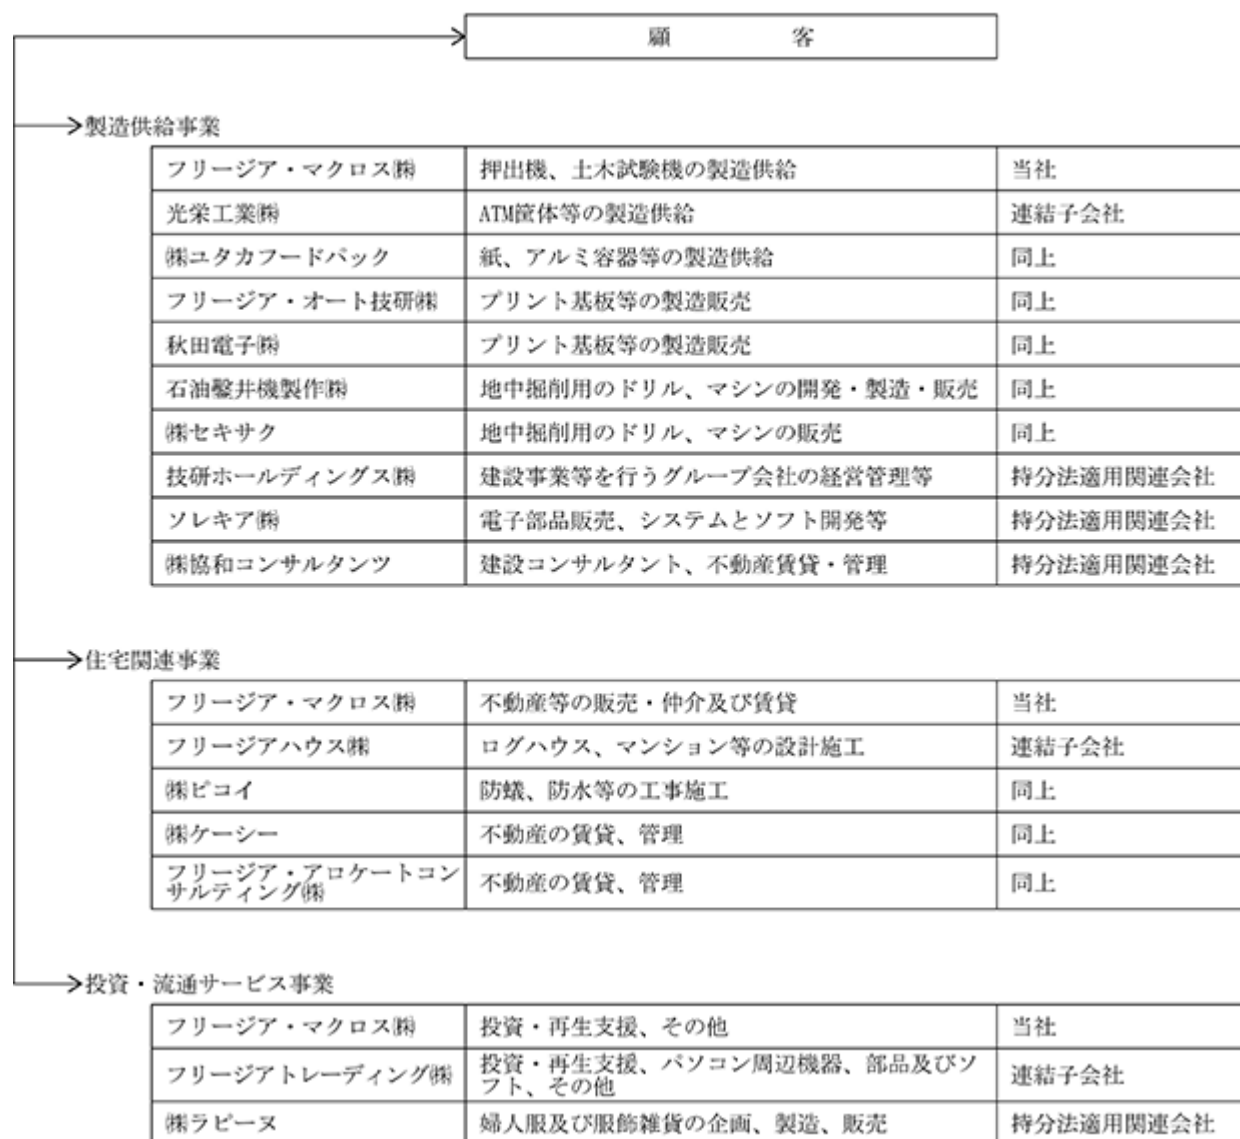 顧 客
製造供給事業
フリージア・マクロス㈱ 押出機、土木試験機の製造供給 当社
光栄工業㈱ ATM筐体等の製造供給 連結子会社
㈱ユタカフードパック 紙、アルミ容器等の製造供給 同上
フリージア・オート技研㈱ プリント基板等の製造販売 同上
秋田電子㈱ プリント基板等の製造販売 同上
石油鑿井機製作㈱ 地中掘削用のドリル、マシンの開発・製造・販売 同上
㈱セキサク 地中掘削用のドリル、マシンの販売 同上
技研ホールディングス㈱ 建設事業等を行うグループ会社の経営管理等 持分法適用関連会社
ソレキア㈱ 電子部品販売、システムとソフト開発等 持分法適用関連会社
㈱協和コンサルタンツ 建設コンサルタント、不動産賃貸・管理 持分法適用関連会社
住宅関連事業
フリージア・マクロス㈱ 不動産等の販売・仲介及び賃貸 当社
フリージアハウス㈱ ログハウス、マンション等の設計施工 連結子会社
㈱ピコイ 防蟻、防水等の工事施工 同上
㈱ケーシー 不動産の賃貸、管理 同上
フリージア・アロケートコン
サルティング㈱ 不動産の賃貸、管理 同上
投資・流通サービス事業
フリージア・マクロス㈱ 投資・再生支援、その他 当社
フリージアトレーディング㈱ 投資・再生支援、パソコン周辺機器、部品及びソ
フト、その他 連結子会社
㈱ラピーヌ 婦人服及び服飾雑貨の企画、製造、販売 持分法適用関連会社